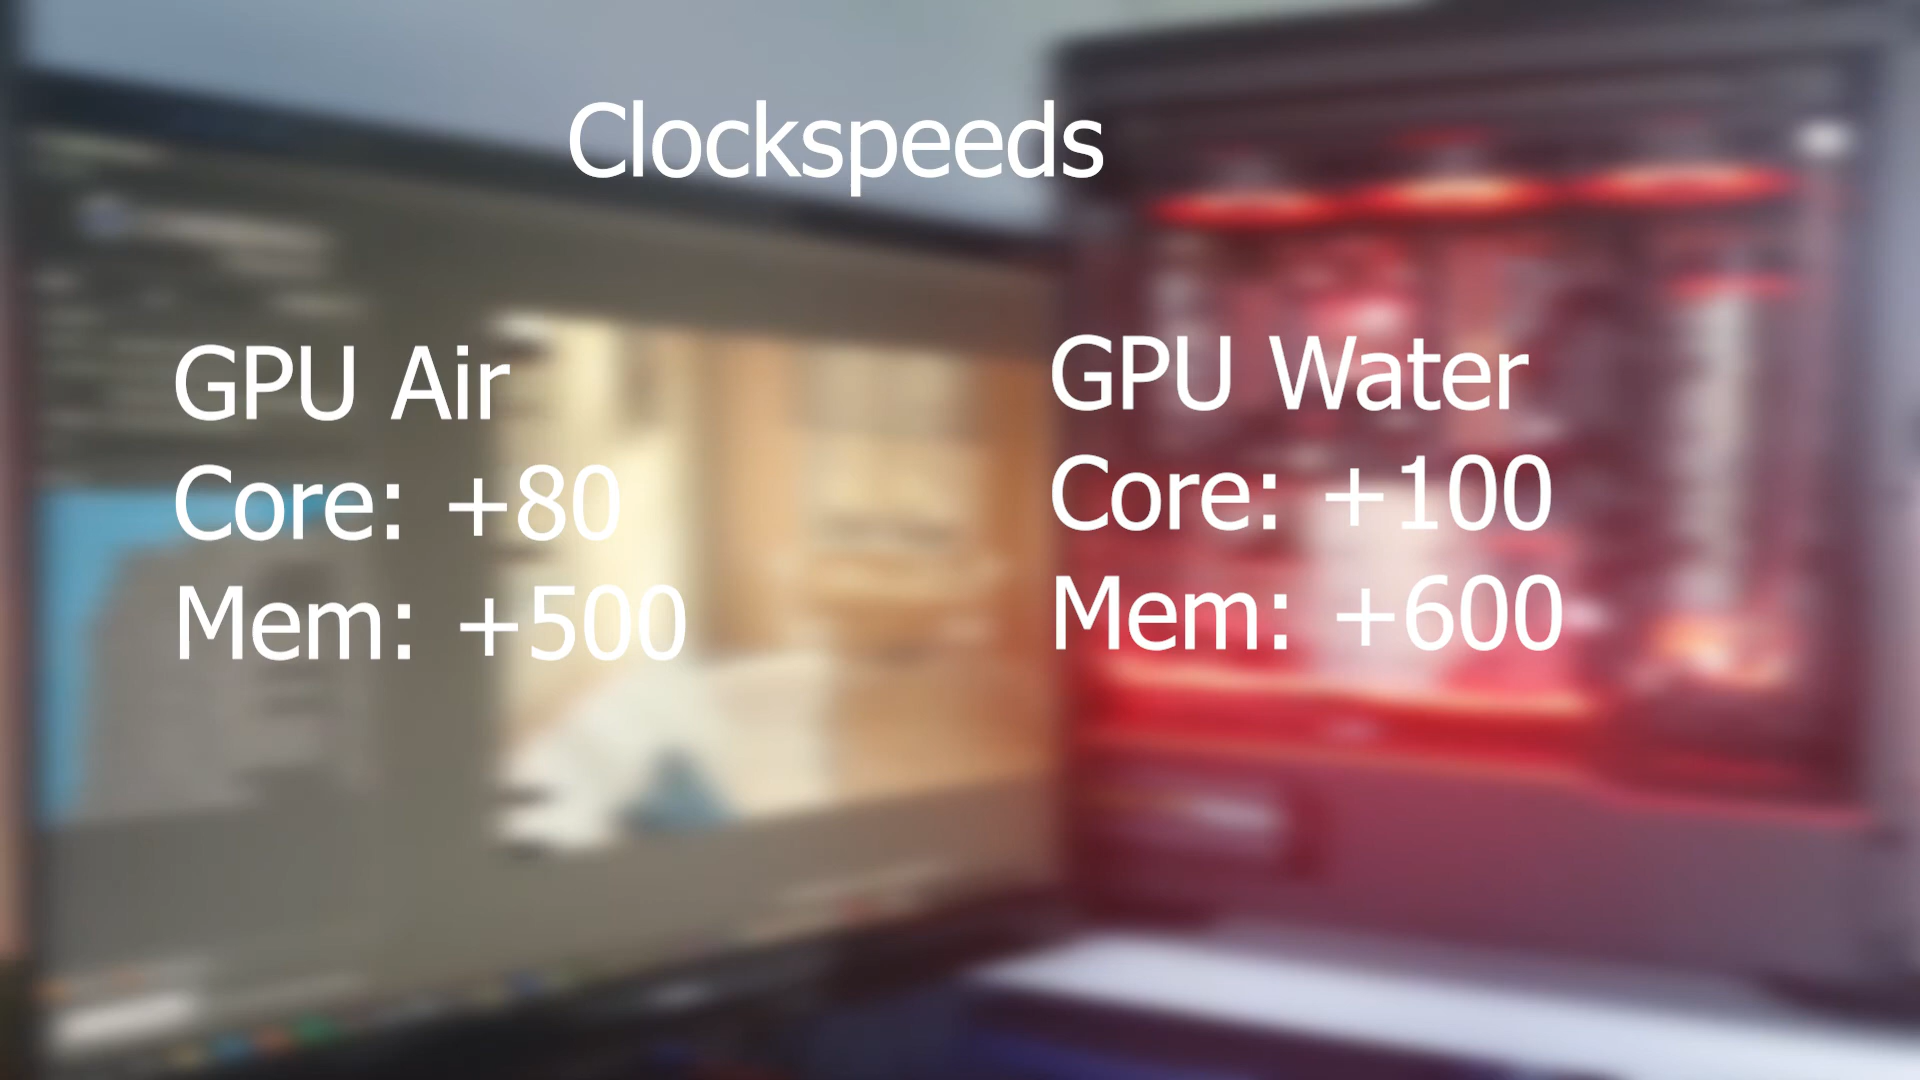 Clockspeeds
GPU Air
Core: +80
Mem: +500
GPU Water
Core: +100
Mem: +600